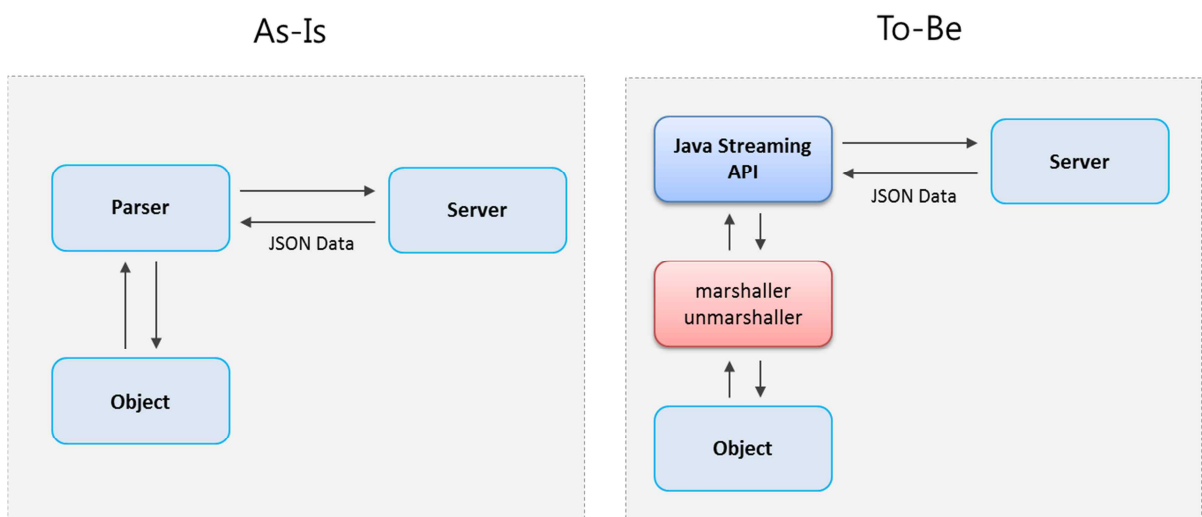 As-Is
Parser
Server
JSON Data
Object
To-Be
Java Streaming
API
Server
JSON Data
marshaller
unmarshaller
Object